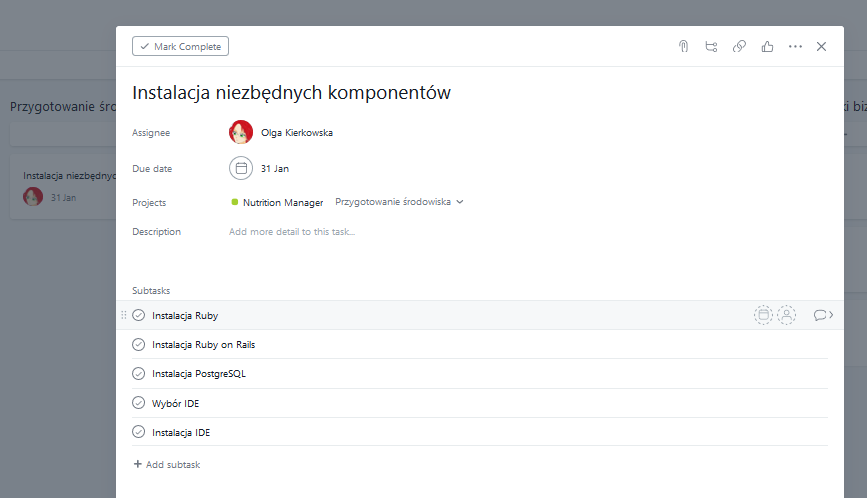 Mark Complete
Instalacja niezbędnych komponentów
Assignee Olga Kierkowska
Due date 31 Jan
Projects Nutrition Manager Przygotowanie środowiska
Description Add more detail to this task...
Subtasks
Instalacja Ruby
Instalacja Ruby on Rails
Instalacja PostgreSQL
Wybór IDE
Instalacja IDE
+ Add subtask
Przygotowanie śro
Instalacja niezbędnyc
31 Jan
ki biz